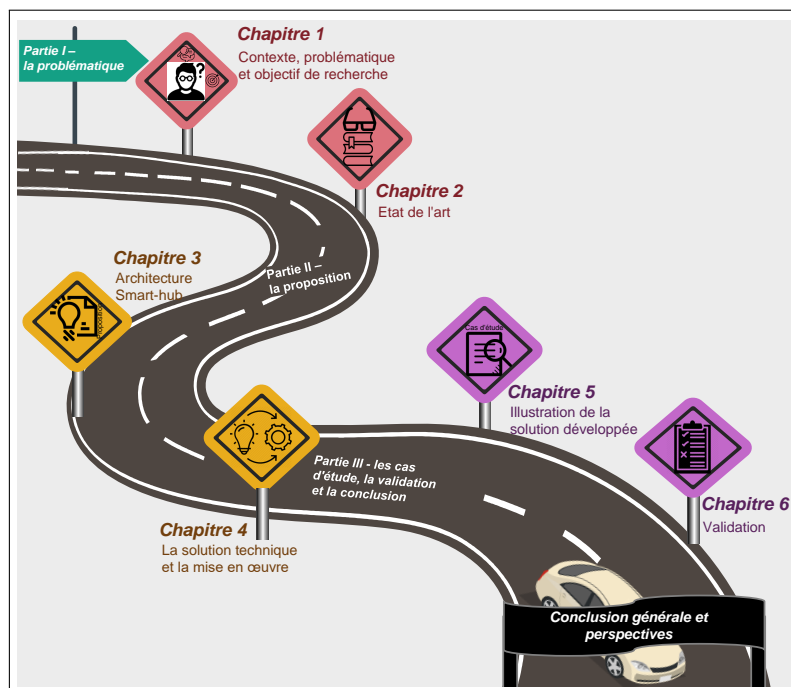 Partie I –
la problématique
Chapitre 1
Contexte, problématique
et objectif de recherche
Chapitre 2
Etat de l'art
Partie II –
la proposition
Chapitre 3
Architecture
Smart-hub
Proposition
Cas d'étude
Chapitre 5
Illustration de la
solution développée
Partie III - les cas
d'étude, la validation
et la conclusion
Chapitre 4
La solution technique
et la mise en œuvre
Chapitre 6
Validation
Conclusion générale et
perspectives